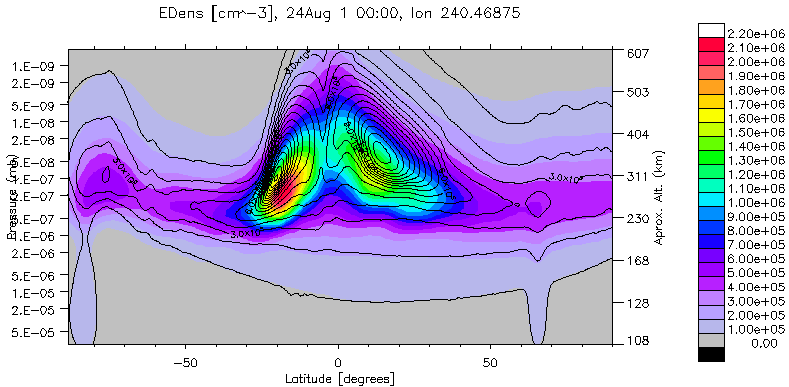 EDens [cm^-3], 24Aug 1 00:00, lon 240.46875
1.E-09
2.E-09
5.E-09
1.E-08
2.E-08
5.E-08
1.E-07
2.E-07
5.E-07
1.E-06
2.E-06
5.E-06
1.E-05
2.E-05
5.E-05
Pressure (mb)
607
503
404
311
230
168
128
108
Aprox. Alt. (km)
-50
0
50
Latitude [degrees]
2.20e+06
2.10e+06
2.00e+06
1.90e+06
1.80e+06
1.70e+06
1.60e+06
1.50e+06
1.40e+06
1.30e+06
1.20e+06
1.10e+06
1.00e+06
9.00e+05
8.00e+05
7.00e+05
6.00e+05
5.00e+05
4.00e+05
3.00e+05
2.00e+05
1.00e+05
0.00